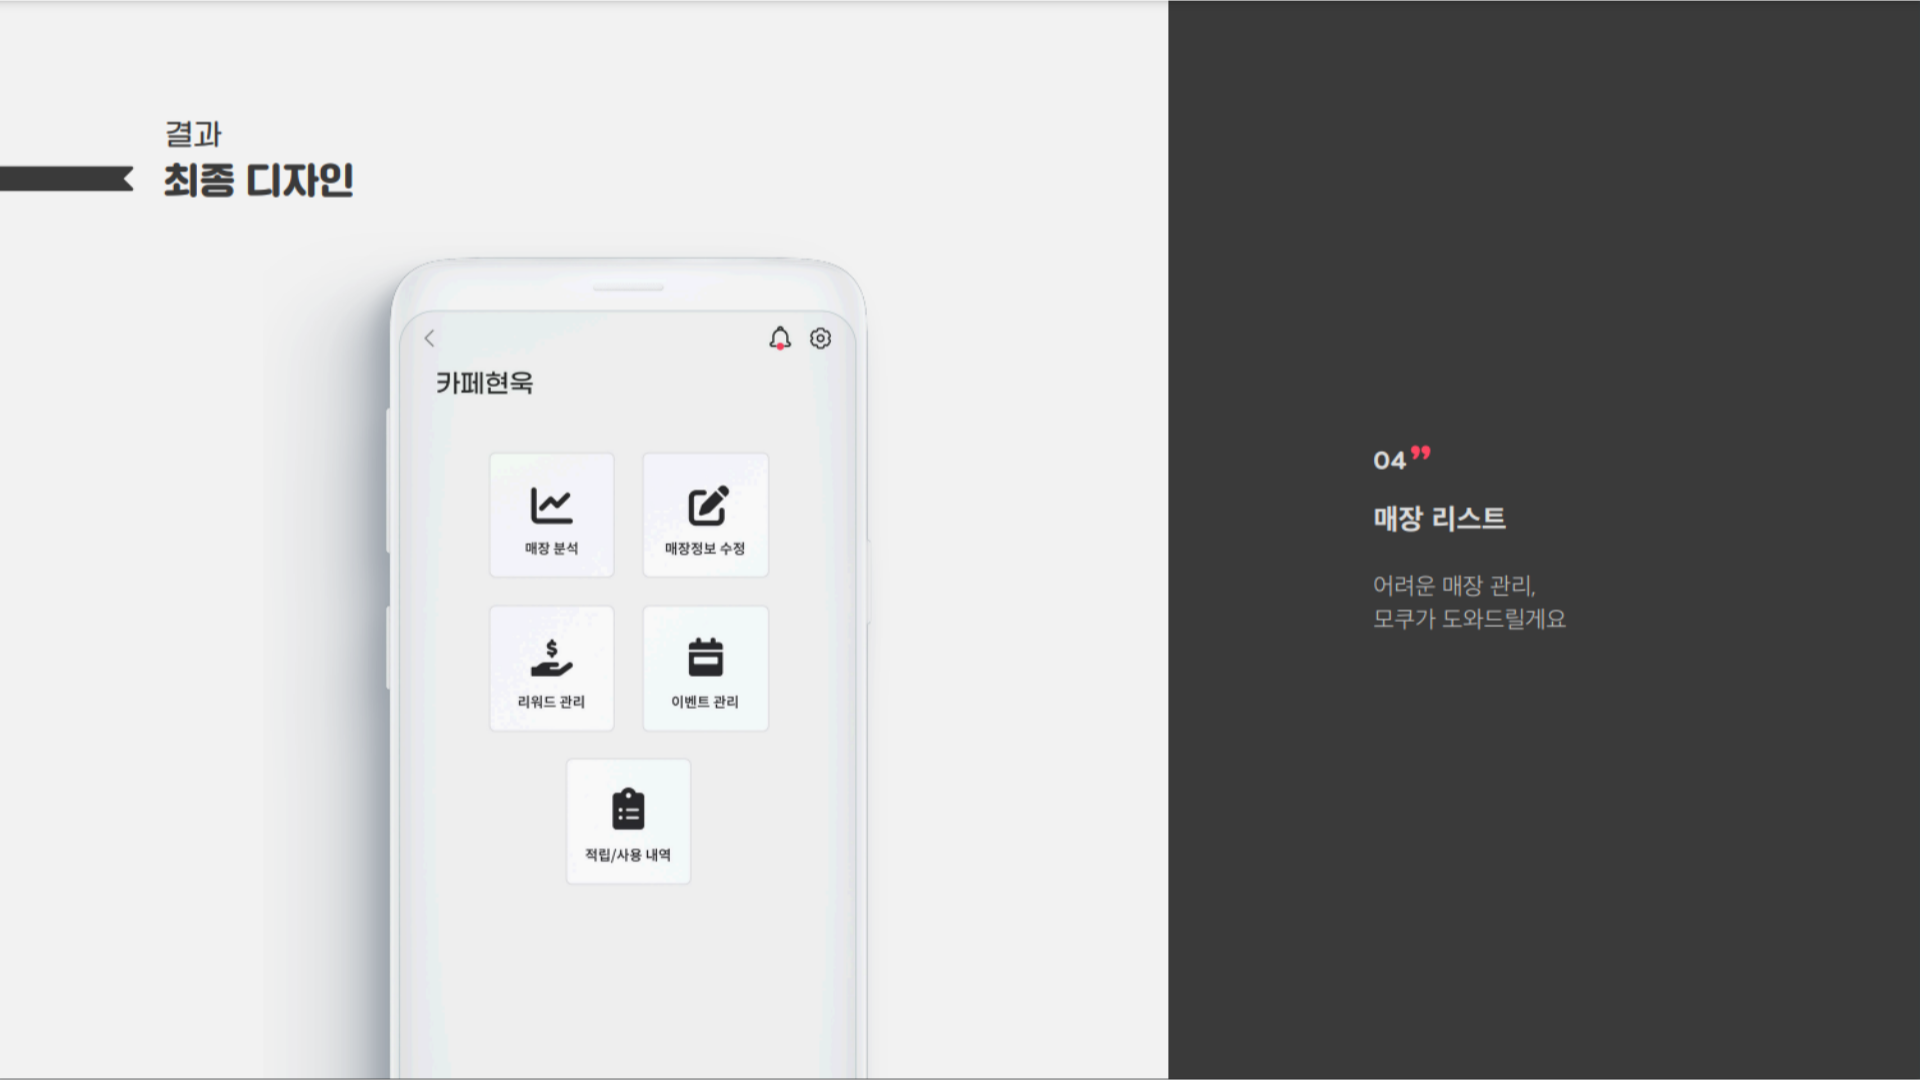 결과
최종 디자인
카페현욱
매장 분석
매장정보 수정
리워드 관리
이벤트 관리
적립/사용 내역
04”
매장 리스트
어려운 매장 관리,
모쿠가 도와드릴게요